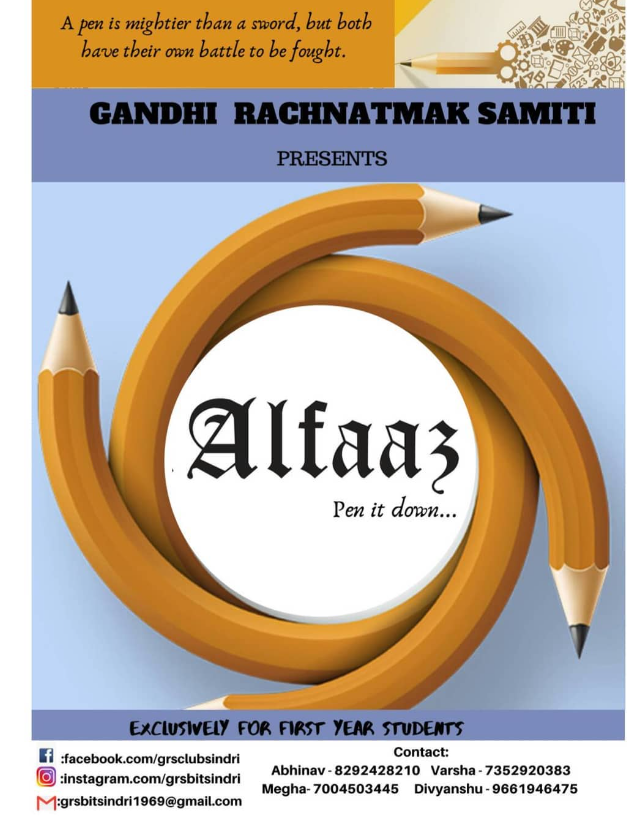 A pen is mightier than a sword, but both
have their own battle to be fought.
GANDHI RACHNATMAK SAMITI
PRESENTS
Alfaaz
Pen it down...
EXCLUSIVELY FOR FIRST YEAR STUDENTS
:facebook.com/grsclubsindri
:instagram.com/grsbitsindri
:grsbitsindri1969@gmail.com
Contact:
Abhinav - 8292428210 Varsha - 7352920383
Megha- 7004503445 Divyanshu - 9661946475